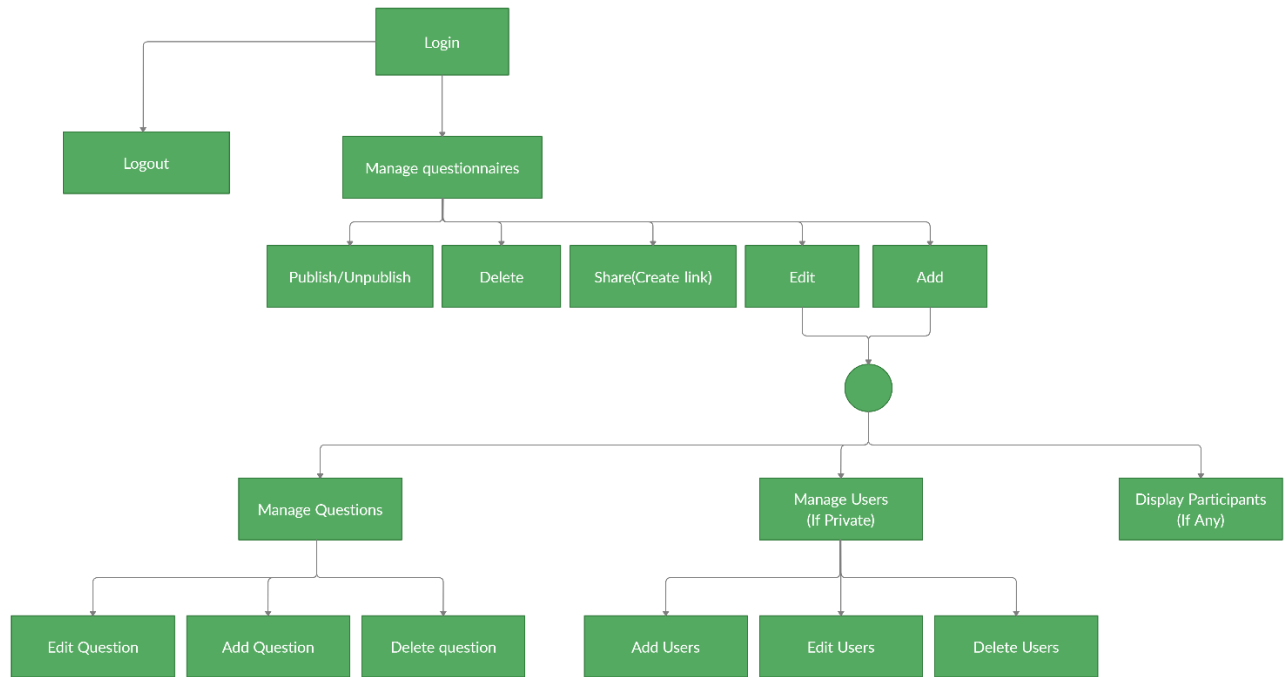 Login
Logout
Manage questionnaires
Publish/Unpublish
Delete
Share(Create link)
Edit
Add
Manage Questions
Manage Users
(If Private)
Display Participants
(If Any)
Edit Question
Add Question
Delete question
Add Users
Edit Users
Delete Users